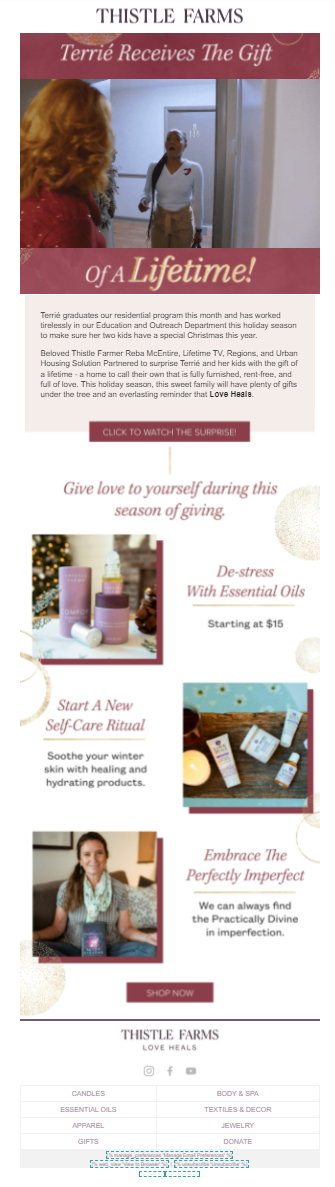 THISTLE FARMS
Terrié Receives The Gift
Of A Lifetime!
Terrié graduates our residential program this month and has worked
tirelessly in our Education and Outreach Department this holiday season
to make sure her two kids have a special Christmas this year.
Beloved Thistle Farmer Reba McEntire, Lifetime TV, Regions, and Urban
Housing Solution Partnered to surprise Terrié and her kids with the gift of
a lifetime - a home to call their own that is fully furnished, rent-free, and
full of love. This holiday season, this sweet family will have plenty of gifts
under the tree and an everlasting reminder that Love Heals.
CLICK TO WATCH THE SURPRISE!
Give love to yourself during this
season of giving.
De-stress
With Essential Oils
Starting at $15
Start A New
Self-Care Ritual
Soothe your winter
skin with healing and
hydrating products.
Embrace The
Perfectly Imperfect
We can always find
the Practically Divine
in imperfection.
SHOP NOW
THISTLE FARMS
LOVE HEALS
CANDLES
BODY & SPA
ESSENTIAL OILS
TEXTILES & DECOR
APPAREL
JEWELRY
GIFTS
DONATE